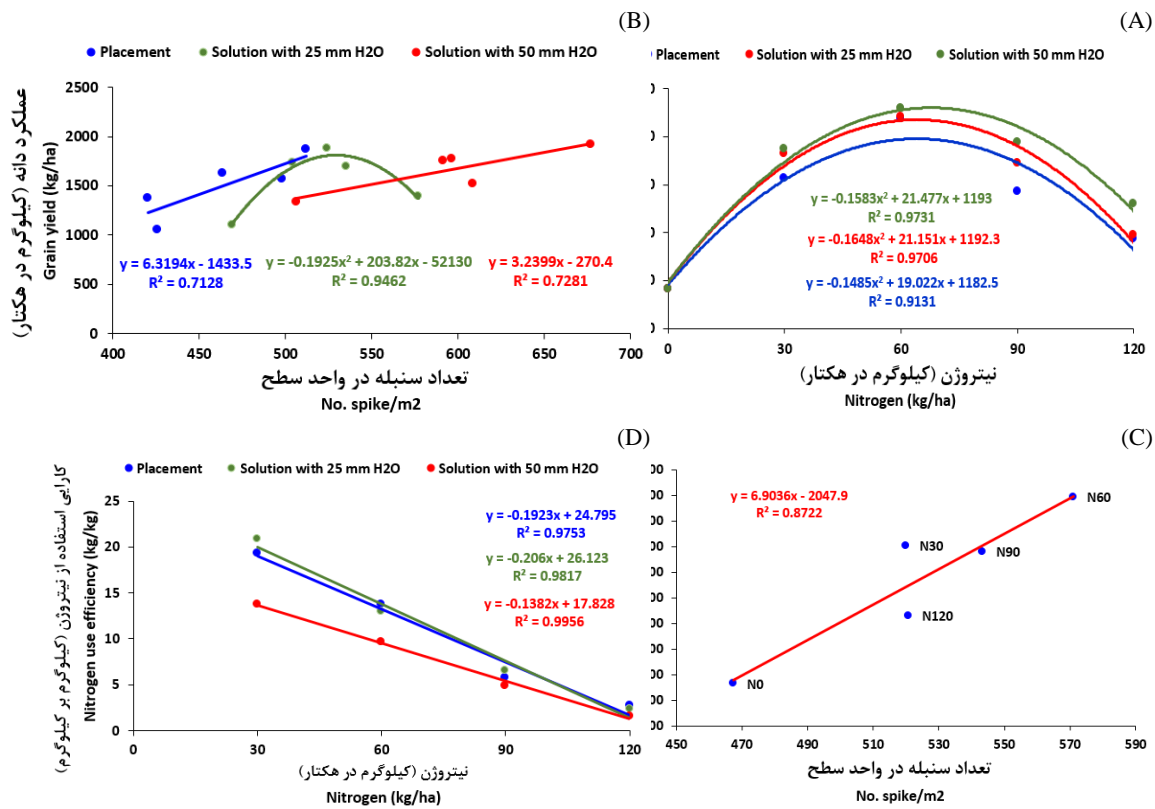 (B)
Placement Solution with 25 mm H2O Solution with 50 mm H2O
عملکرد دانه (کیلوگرم در هکتار)
Grain yield (kg/ha)
2500
2000
1500
1000
500
0
y = 6.3194x - 1433.5
R² = 0.7128
y = -0.1925x² + 203.82x - 52130
R² = 0.9462
y = 3.2399x - 270.4
R² = 0.7281
400 450 500 550 600 650 700
تعداد سنبله در واحد سطح
No. spike/m2
(A)
Placement Solution with 25 mm H2O Solution with 50 mm H2O
y = -0.1583x² + 21.477x + 1193
R² = 0.9731
y = -0.1648x² + 21.151x + 1192.3
R² = 0.9706
y = -0.1485x² + 19.022x + 1182.5
R² = 0.9131
0 30 60 90 120
نیتروژن (کیلوگرم در هکتار)
Nitrogen (kg/ha)
(D)
Placement Solution with 25 mm H2O Solution with 50 mm H2O
کارایی استفاده از نیتروژن (کیلوگرم بر کیلوگرم)
Nitrogen use efficiency (kg/kg)
25
20
15
10
5
0
y = -0.1923x + 24.795
R² = 0.9753
y = -0.206x + 26.123
R² = 0.9817
y = -0.1382x + 17.828
R² = 0.9956
0 30 60 90 120
نیتروژن (کیلوگرم در هکتار)
Nitrogen (kg/ha)
(C)
y = 6.9036x - 2047.9
R² = 0.8722
N60
N30
N90
N120
N0
450 470 490 510 530 550 570 590
تعداد سنبله در واحد سطح
No. spike/m2